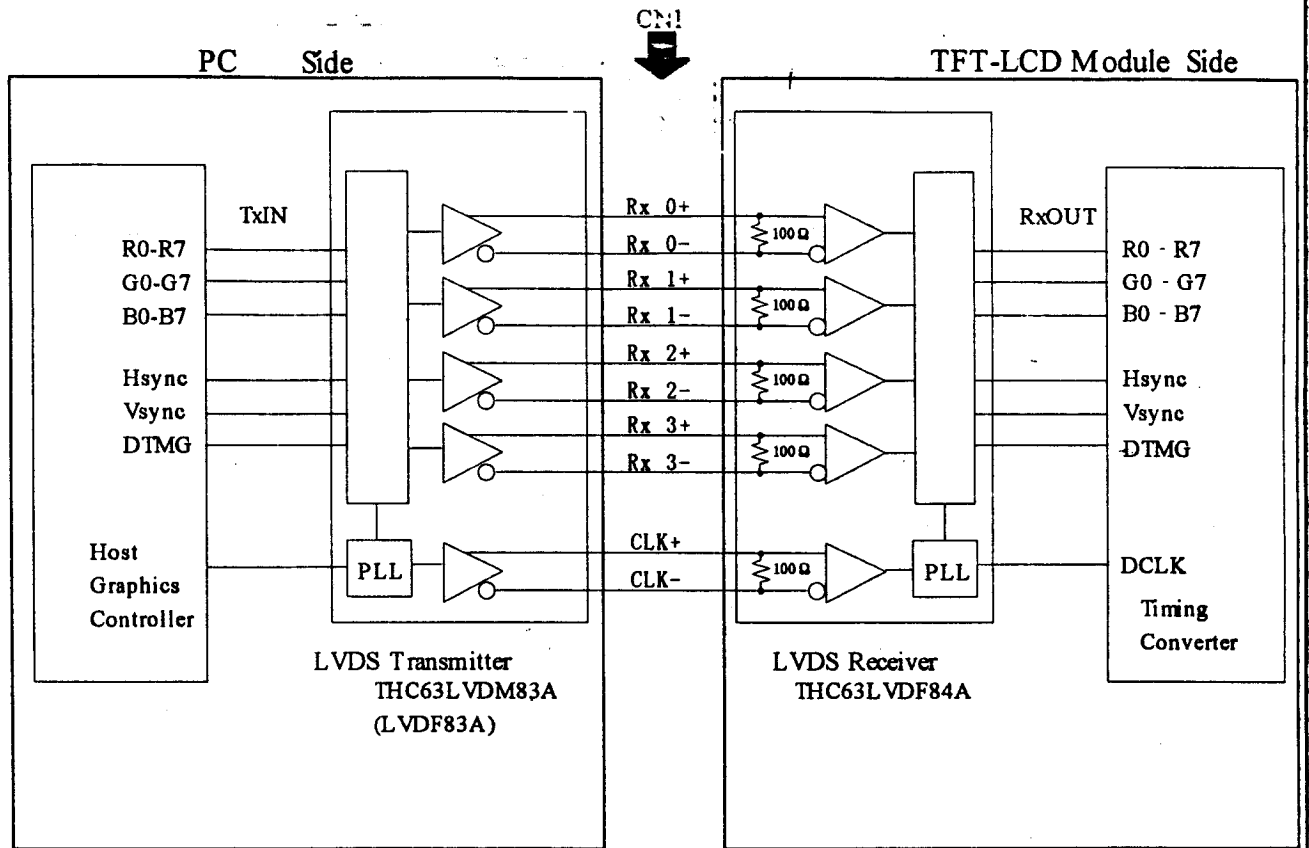 CN1
PC Side
TFT-LCD Module Side
TxIN
R0-R7
G0-G7
B0-B7
Hsync
Vsync
DTMG
Host
Graphics
Controller
PLL
LVDS Transmitter
THC63LVDM83A
(LVDF83A)
Rx 0+
Rx 0-
Rx 1+
Rx 1-
Rx 2+
Rx 2-
Rx 3+
Rx 3-
CLK+
CLK-
100Ω
100Ω
100Ω
100Ω
100Ω
PLL
LVDS Receiver
THC63LVDF84A
RxOUT
R0 - R7
G0 - G7
B0 - B7
Hsync
Vsync
DTMG
DCLK
Timing
Converter